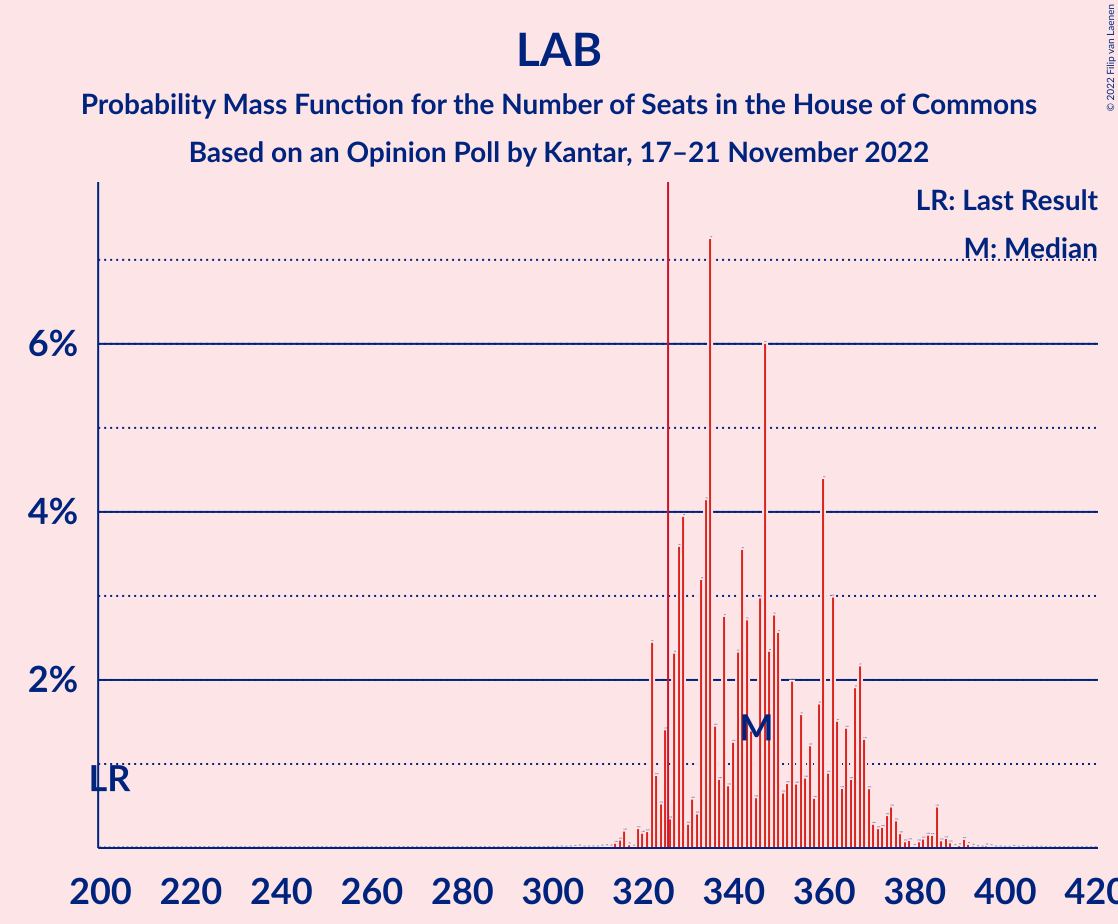 LAB
Probability Mass Function for the Number of Seats in the House of Commons
Based on an Opinion Poll by Kantar, 17–21 November 2022
© 2022 Filip van Laenen
LR: Last Result
M: Median
6%
4%
2%
M
LR
200 220 240 260 280 300 320 340 360 380 400 420